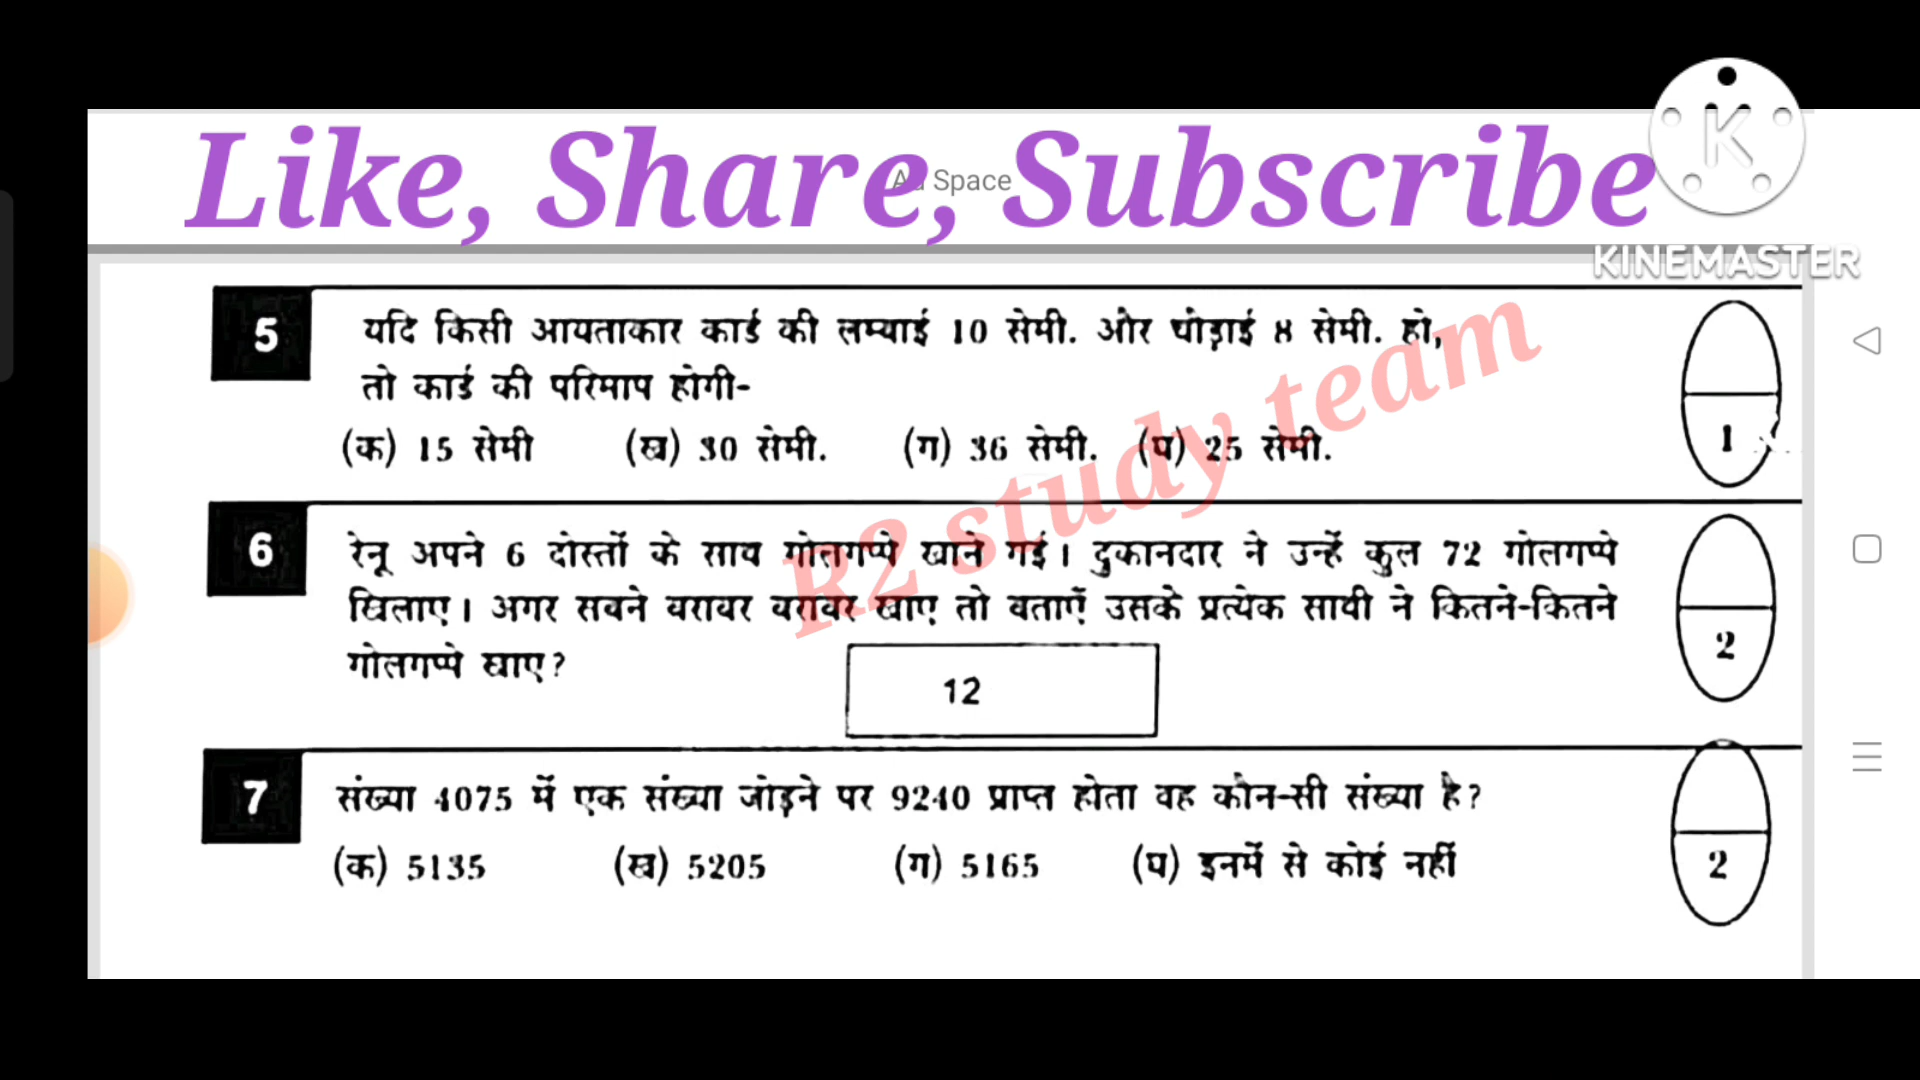 Like, Share, Subscribe
Ad Space
K
KINEMASTER
5 यदि किसी आयताकार कार्ड की लम्बाई 10 सेमी. और चौड़ाई 8 सेमी. हो,
तो कार्ड की परिमाप होगी-
(क) 15 सेमी (ख) 30 सेमी. (ग) 36 सेमी. (घ) 25 सेमी.
1
6 रेनू अपने 6 दोस्तों के साथ गोलगप्पे खाने गई। दुकानदार ने उन्हें कुल 72 गोलगप्पे
खिलाए। अगर सबने बराबर बराबर खाए तो बताएँ उसके प्रत्येक साथी ने कितने-कितने
गोलगप्पे खाए?
12
2
7 संख्या 4075 में एक संख्या जोड़ने पर 9240 प्राप्त होता वह कौन-सी संख्या है?
(क) 5135 (ख) 5205 (ग) 5165 (घ) इनमें से कोई नहीं
2
R2 study team